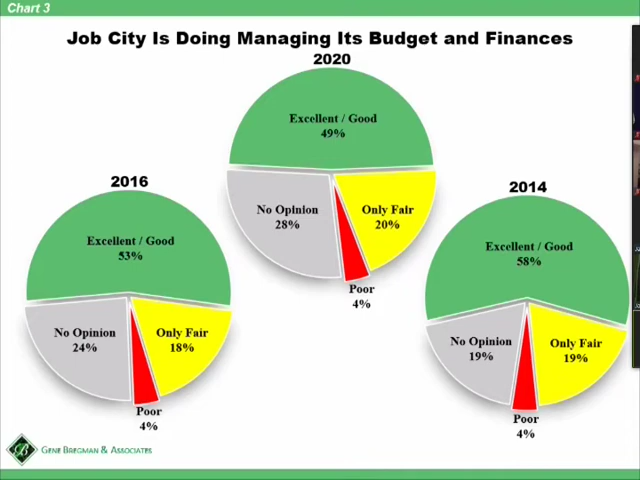 Chart 3
Job City Is Doing Managing Its Budget and Finances
2020
Excellent / Good
49%
No Opinion
28%
Only Fair
20%
Poor
4%
2016
Excellent / Good
53%
No Opinion
24%
Only Fair
18%
Poor
4%
2014
Excellent / Good
58%
No Opinion
19%
Only Fair
19%
Poor
4%
B
GENE BREGMAN & ASSOCIATES